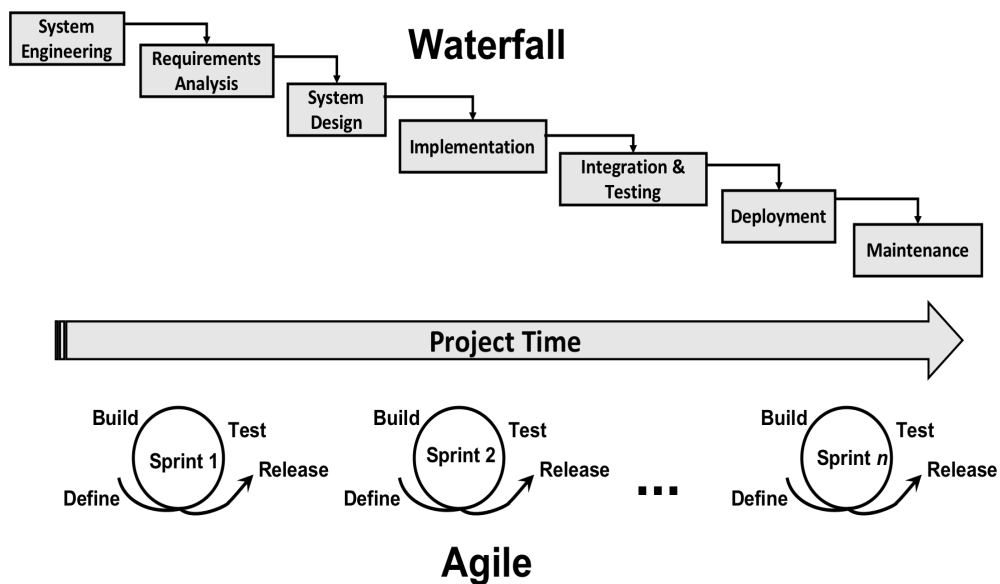 Waterfall
System
Engineering
Requirements
Analysis
System
Design
Implementation
Integration &
Testing
Deployment
Maintenance
Project Time
Build
Test
Sprint 1
Define
Release
Build
Test
Sprint 2
Define
Release
...
Build
Test
Sprint n
Define
Release
Agile